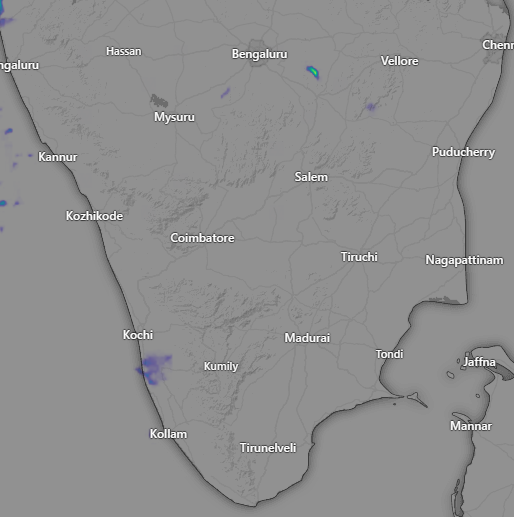 Hassan
Bengaluru
Chenn
ngaluru
Vellore
Mysuru
Kannur
Puducherry
Salem
Kozhikode
Coimbatore
Tiruchi
Nagapattinam
Kochi
Madurai
Tondi
Kumily
Jaffna
Mannar
Kollam
Tirunelveli